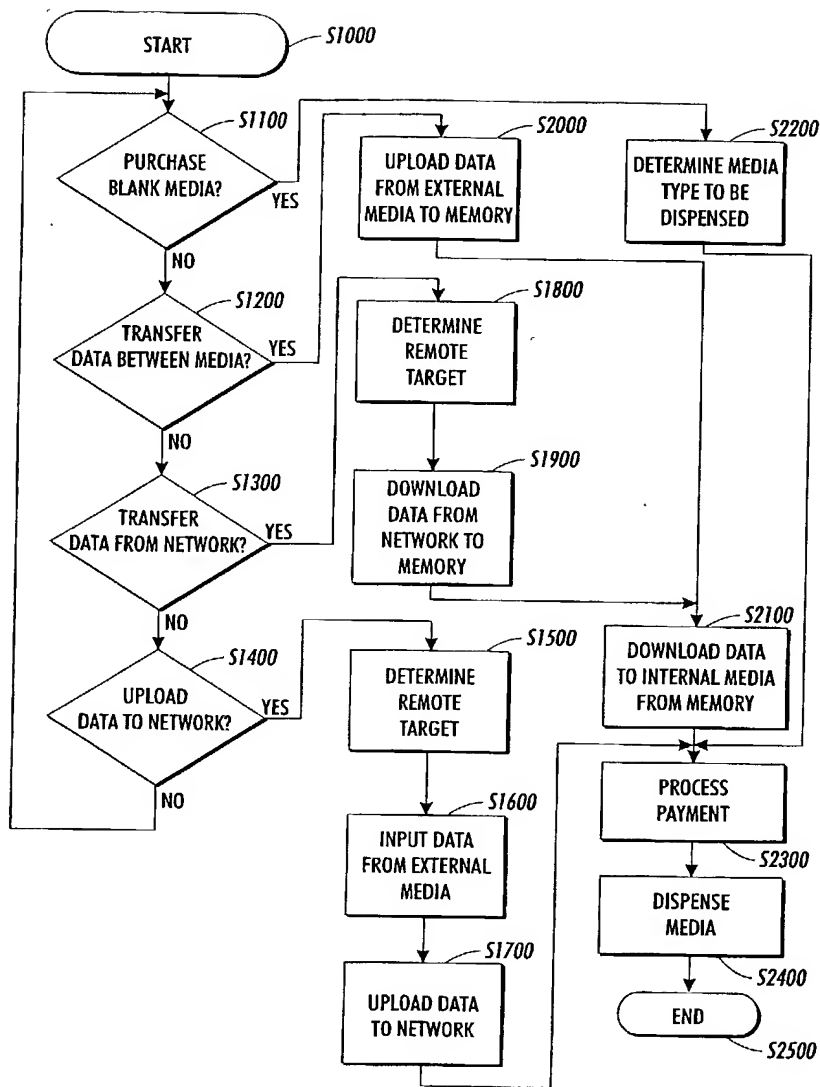 START
S1000
S1100
PURCHASE
BLANK MEDIA?
YES
NO
S2000
UPLOAD DATA
FROM EXTERNAL
MEDIA TO MEMORY
S2200
DETERMINE MEDIA
TYPE TO BE
DISPENSED
S1200
TRANSFER
DATA BETWEEN MEDIA?
YES
NO
S1800
DETERMINE
REMOTE
TARGET
S1300
TRANSFER
DATA FROM NETWORK?
YES
NO
S1900
DOWNLOAD
DATA FROM
NETWORK TO
MEMORY
S2100
DOWNLOAD DATA
TO INTERNAL MEDIA
FROM MEMORY
S1400
UPLOAD
DATA TO NETWORK?
YES
NO
S1500
DETERMINE
REMOTE
TARGET
S1600
INPUT DATA
FROM EXTERNAL
MEDIA
S1700
UPLOAD DATA
TO NETWORK
PROCESS
PAYMENT
S2300
DISPENSE
MEDIA
S2400
END
S2500